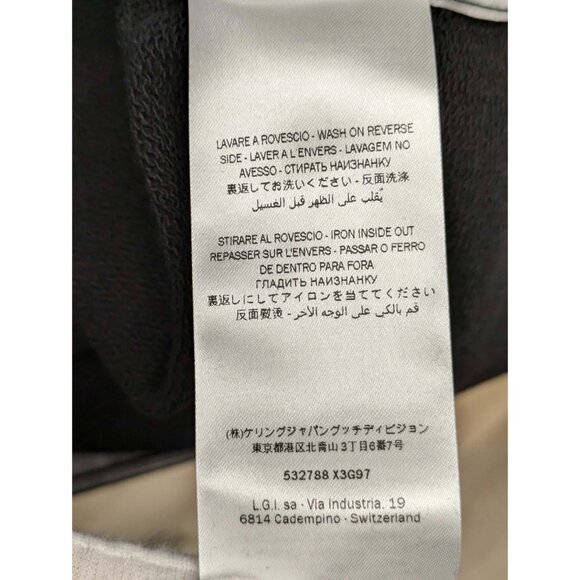 LAVARE A ROVESCIO - WASH ON REVERSE
SIDE - LAVER A L ENVERS - LAVAGEM NO
AVESSO - СТИРАТЬ НАИЗНАНКУ
裏返してお洗いください - 反面洗涤
يُقلب على الظهر قبل الغسيل
STIRARE AL ROVESCIO - IRON INSIDE OUT
REPASSER SUR L'ENVERS - PASSAR O FERRO
DE DENTRO PARA FORA
ГЛАДИТЬ НАИЗНАНКУ
裏返しにしてアイロンを当ててください
反面熨烫 - قم بالكي على الوجه الآخر
(株)ケリングジャパングッチディビジョン
東京都港区北青山3丁目6番7号
532788 X3G97
L.G.I. sa - Via Industria, 19
6814 Cadempino - Switzerland